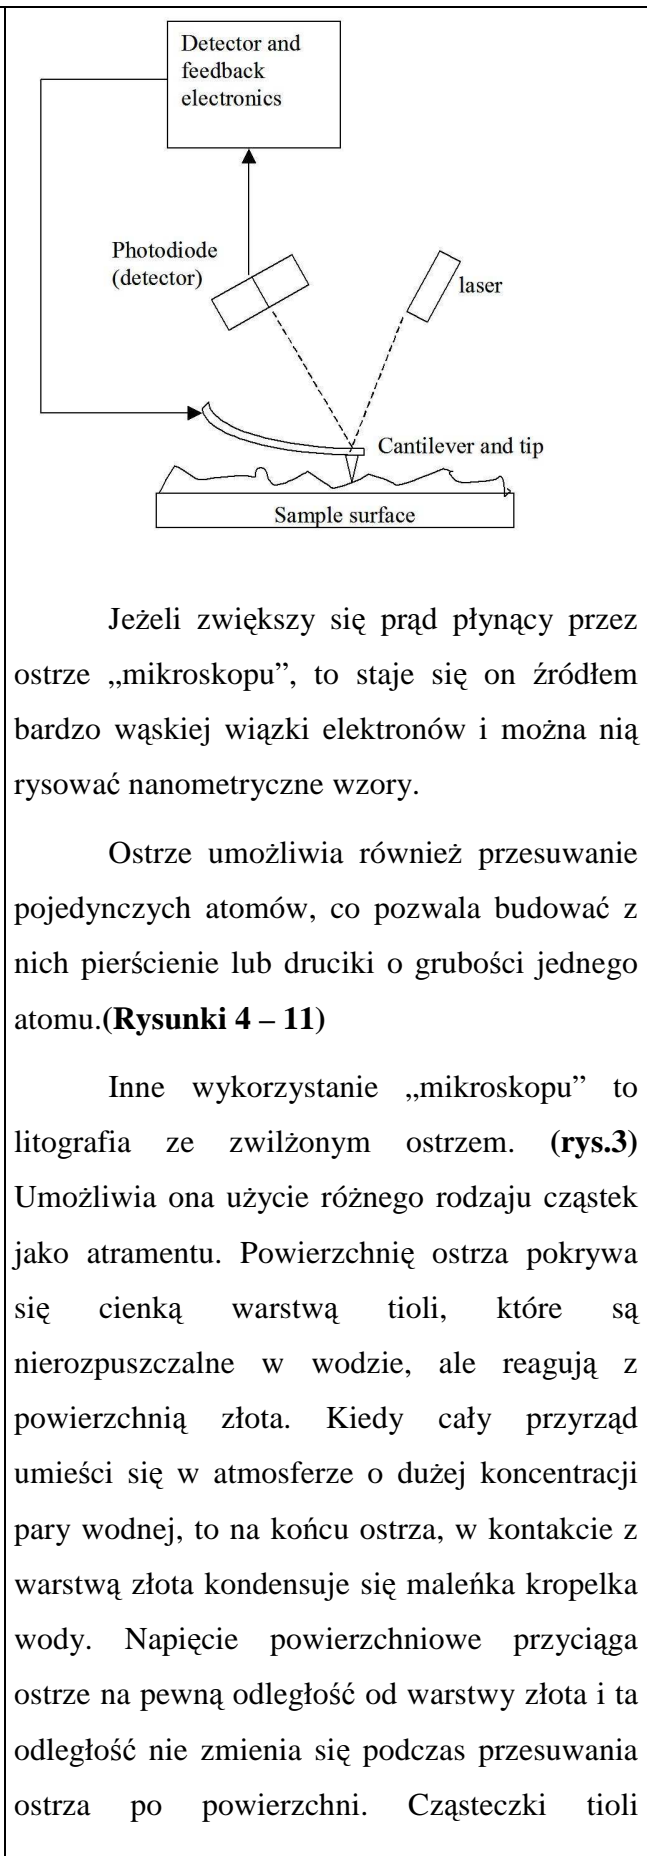 Detector and
feedback
electronics
Photodiode
(detector)
laser
Cantilever and tip
Sample surface
Jeżeli zwiększy się prąd płynący przez
ostrze „mikroskopu”, to staje się on źródłem
bardzo wąskiej wiązki elektronów i można nią
rysować nanometryczne wzory.
Ostrze umożliwia również przesuwanie
pojedynczych atomów, co pozwala budować z
nich pierścienie lub druciki o grubości jednego
atomu.(Rysunki 4 – 11)
Inne wykorzystanie „mikroskopu” to
litografia ze zwilżonym ostrzem. (rys.3)
Umożliwia ona użycie różnego rodzaju cząstek
jako atramentu. Powierzchnię ostrza pokrywa
się cienką warstwą tioli, które są
nierozpuszczalne w wodzie, ale reagują z
powierzchnią złota. Kiedy cały przyrząd
umieści się w atmosferze o dużej koncentracji
pary wodnej, to na końcu ostrza, w kontakcie z
warstwą złota kondensuje się maleńka kropelka
wody. Napięcie powierzchniowe przyciąga
ostrze na pewną odległość od warstwy złota i ta
odległość nie zmienia się podczas przesuwania
ostrza po powierzchni. Cząsteczki tioli